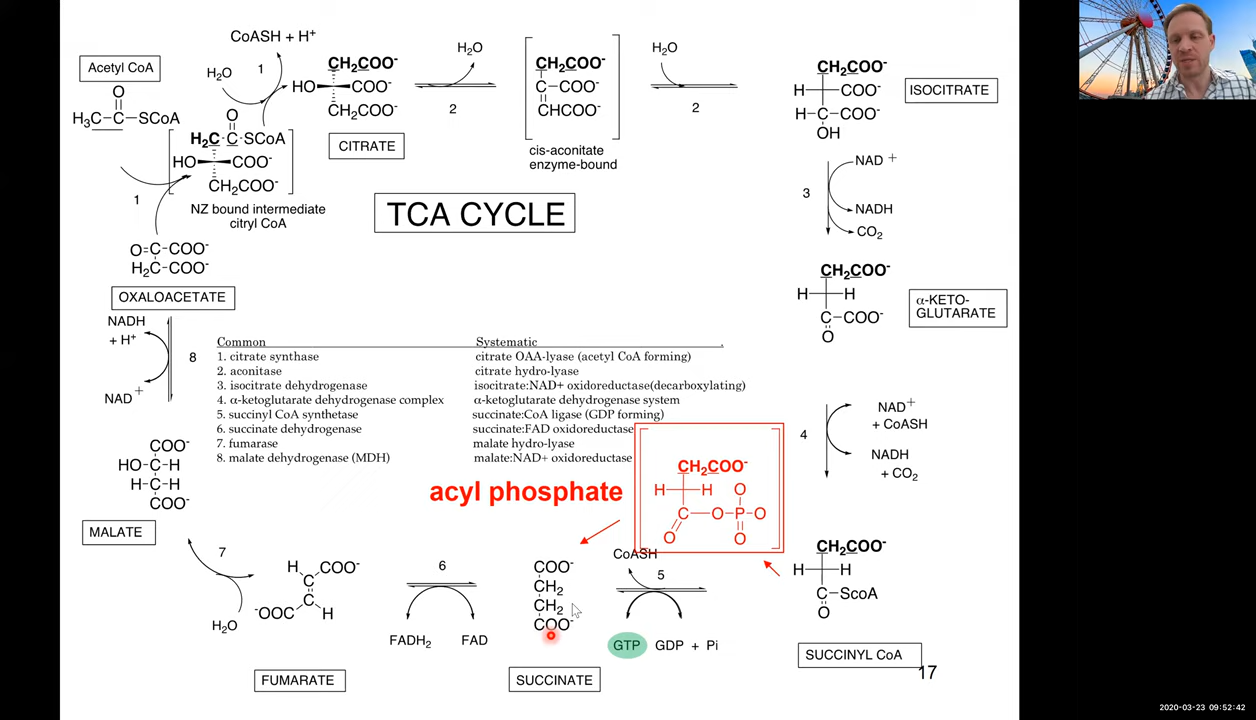 CoASH + H⁺
Acetyl CoA
H₂O
1
O
H₃C-C-SCoA
O
H₂C-C-SCoA
HO
COO⁻
CH₂COO⁻
NZ bound intermediate
citryl CoA
1
CH₂COO⁻
HO
COO⁻
CH₂COO⁻
CITRATE
H₂O
2
CH₂COO⁻
C-COO⁻
CHCOO⁻
cis-aconitate
enzyme-bound
H₂O
2
CH₂COO⁻
H
COO⁻
H-C-COO⁻
OH
ISOCITRATE
TCA CYCLE
3
NAD +
NADH
CO₂
O=C-COO⁻
H₂C-COO⁻
OXALOACETATE
CH₂COO⁻
H
H
C-COO⁻
O
α-KETO-
GLUTARATE
NADH
+ H⁺
8
NAD +
Common Systematic .
1. citrate synthase citrate OAA-lyase (acetyl CoA forming)
2. aconitase citrate hydro-lyase
3. isocitrate dehydrogenase isocitrate:NAD+ oxidoreductase(decarboxylating)
4. α-ketoglutarate dehydrogenase complex α-ketoglutarate dehydrogenase system
5. succinyl CoA synthetase succinate:CoA ligase (GDP forming)
6. succinate dehydrogenase succinate:FAD oxidoreductase
7. fumarase malate hydro-lyase
8. malate dehydrogenase (MDH) malate:NAD+ oxidoreductase
4
NAD⁺
+ CoASH
NADH
+ CO₂
COO⁻
HO-C-H
H-C-H
COO⁻
MALATE
acyl phosphate
CH₂COO⁻
H
H
O
C-O-P-O
O
O
7
H₂O
H
COO⁻
C
C
⁻OOC
H
FUMARATE
6
FADH₂
FAD
COO⁻
CH₂
CH₂
COO⁻
SUCCINATE
CoASH
5
GTP
GDP + Pi
CH₂COO⁻
H
H
C-ScoA
O
SUCCINYL CoA
17
2020-03-23 09:52:42